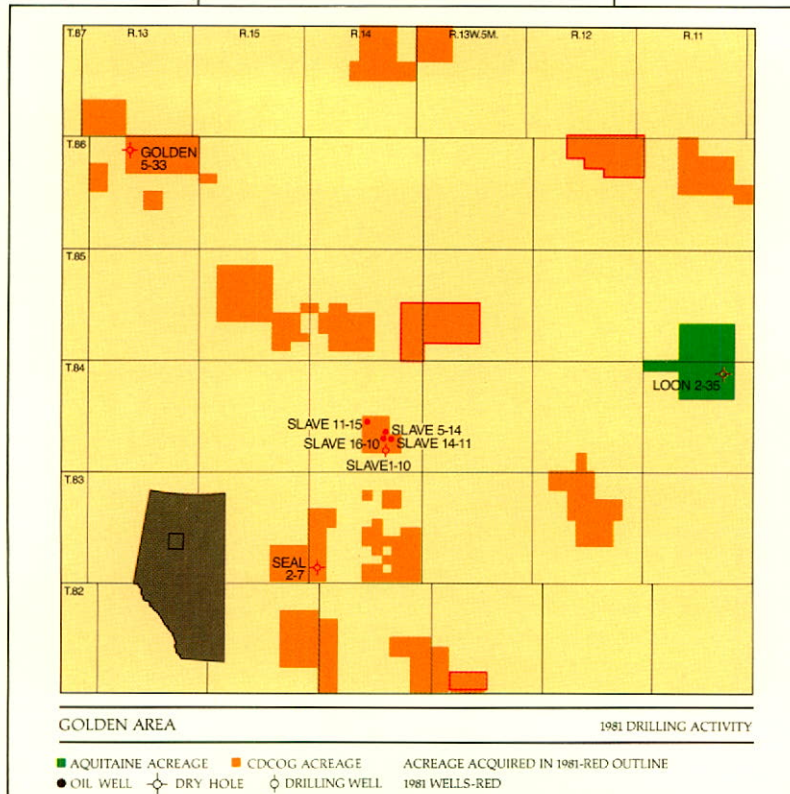 T.87 R.13 R.15 R.14 R.13W.5M. R.12 R.11
T.86
GOLDEN
5-33
T.85
T.84
LOON 2-35
SLAVE 11-15 SLAVE 5-14
SLAVE 16-10 SLAVE 14-11
SLAVE1-10
T.83
SEAL
2-7
T.82
GOLDEN AREA 1981 DRILLING ACTIVITY
AQUITAINE ACREAGE CDCOG ACREAGE ACREAGE ACQUIRED IN 1981-RED OUTLINE
OIL WELL DRY HOLE DRILLING WELL 1981 WELLS-RED